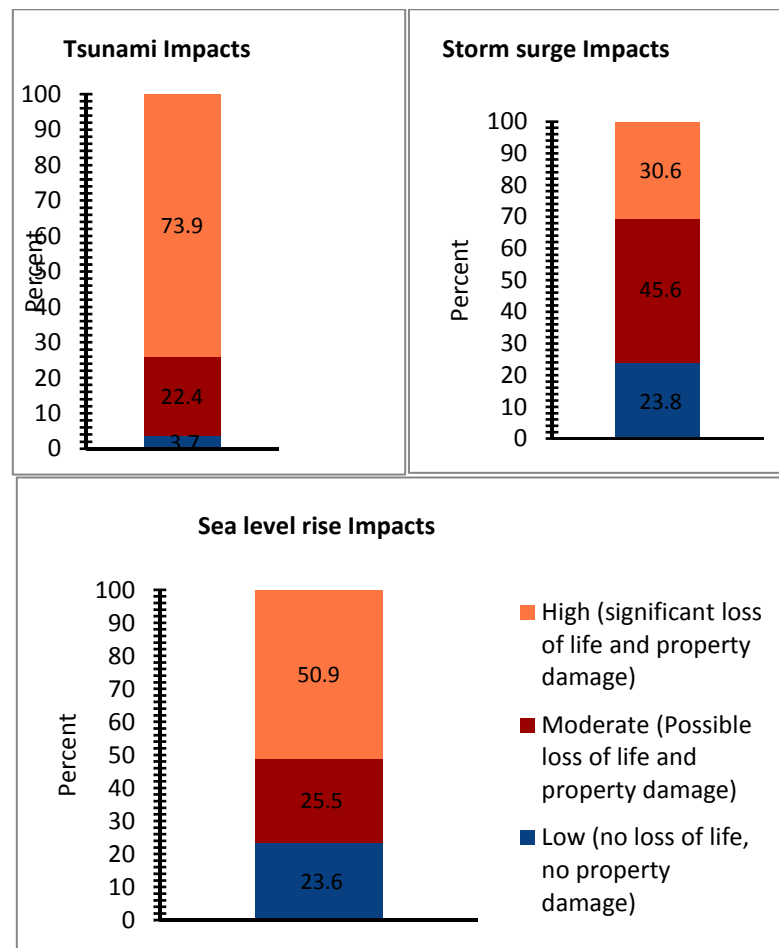 Tsunami Impacts
100
90
80
70
60
50
40
30
20
10
0
Percent
73.9
22.4
3.7
Storm surge Impacts
100
90
80
70
60
50
40
30
20
10
0
Percent
30.6
45.6
23.8
Sea level rise Impacts
100
90
80
70
60
50
40
30
20
10
0
Percent
50.9
25.5
23.6
High (significant loss
of life and property
damage)
Moderate (Possible
loss of life and
property damage)
Low (no loss of life,
no property
damage)